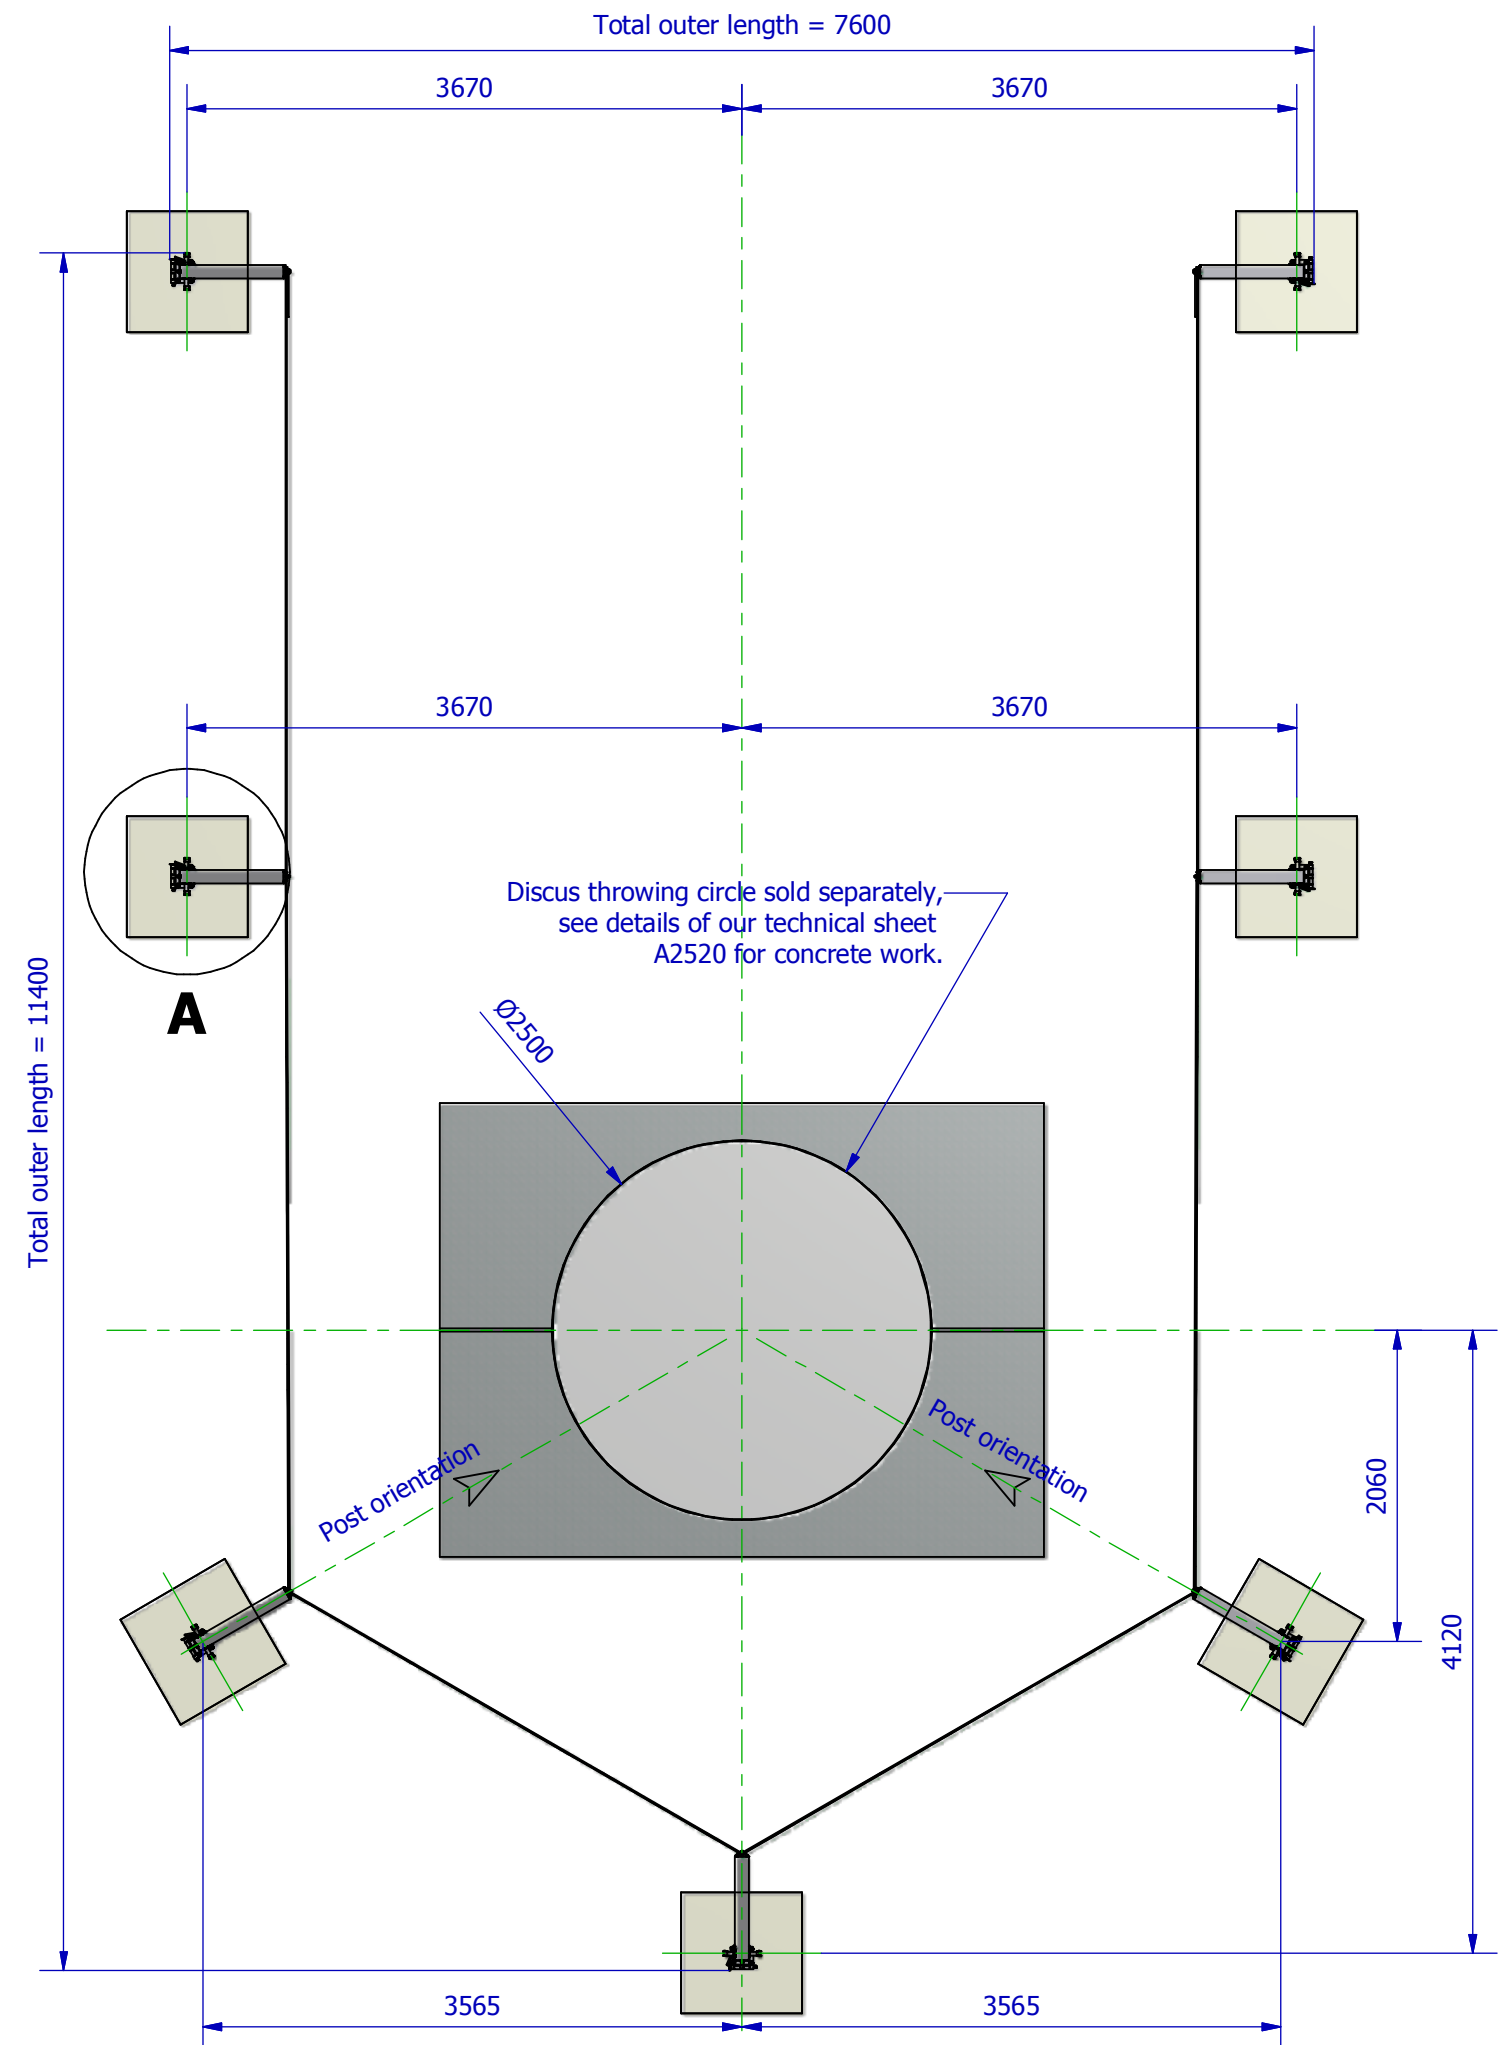 Total outer length = 7600
3670
3670
3670
3670
Discus throwing circle sold separately,
see details of our technical sheet
A2520 for concrete work.
A
Total outer length = 11400
Ø2500
Post orientation
Post orientation
2060
4120
3565
3565